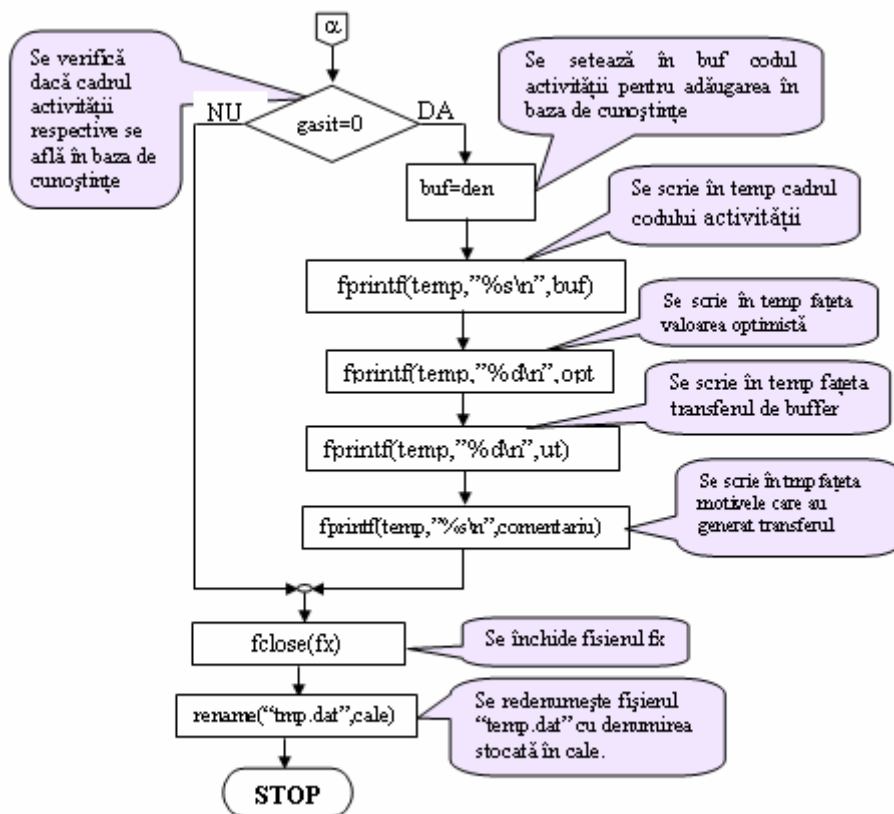 α
Se verifică
dacă cadrul
activității
respective se
află în baza de
cunoștințe
NU
gasit=0
DA
Se setează în buf codul
activității pentru adăugarea în
baza de cunoștințe
buf=den
Se scrie în temp cadrul
codului activității
fprintf(temp,”%s\n”,buf)
Se scrie în temp fațeta
valoarea optimistă
fprintf(temp,”%d\n”,opt
Se scrie în temp fațeta
transferul de buffer
fprintf(temp,”%d\n”,ut)
Se scrie în tmp fațeta
motivele care au
generat transferul
fprintf(temp,”%s\n”,comentariu)
fclose(fx)
Se închide fisierul fx
rename(“tmp.dat”,cale)
Se redenumește fișierul
“temp.dat” cu denumirea
stocată în cale.
STOP